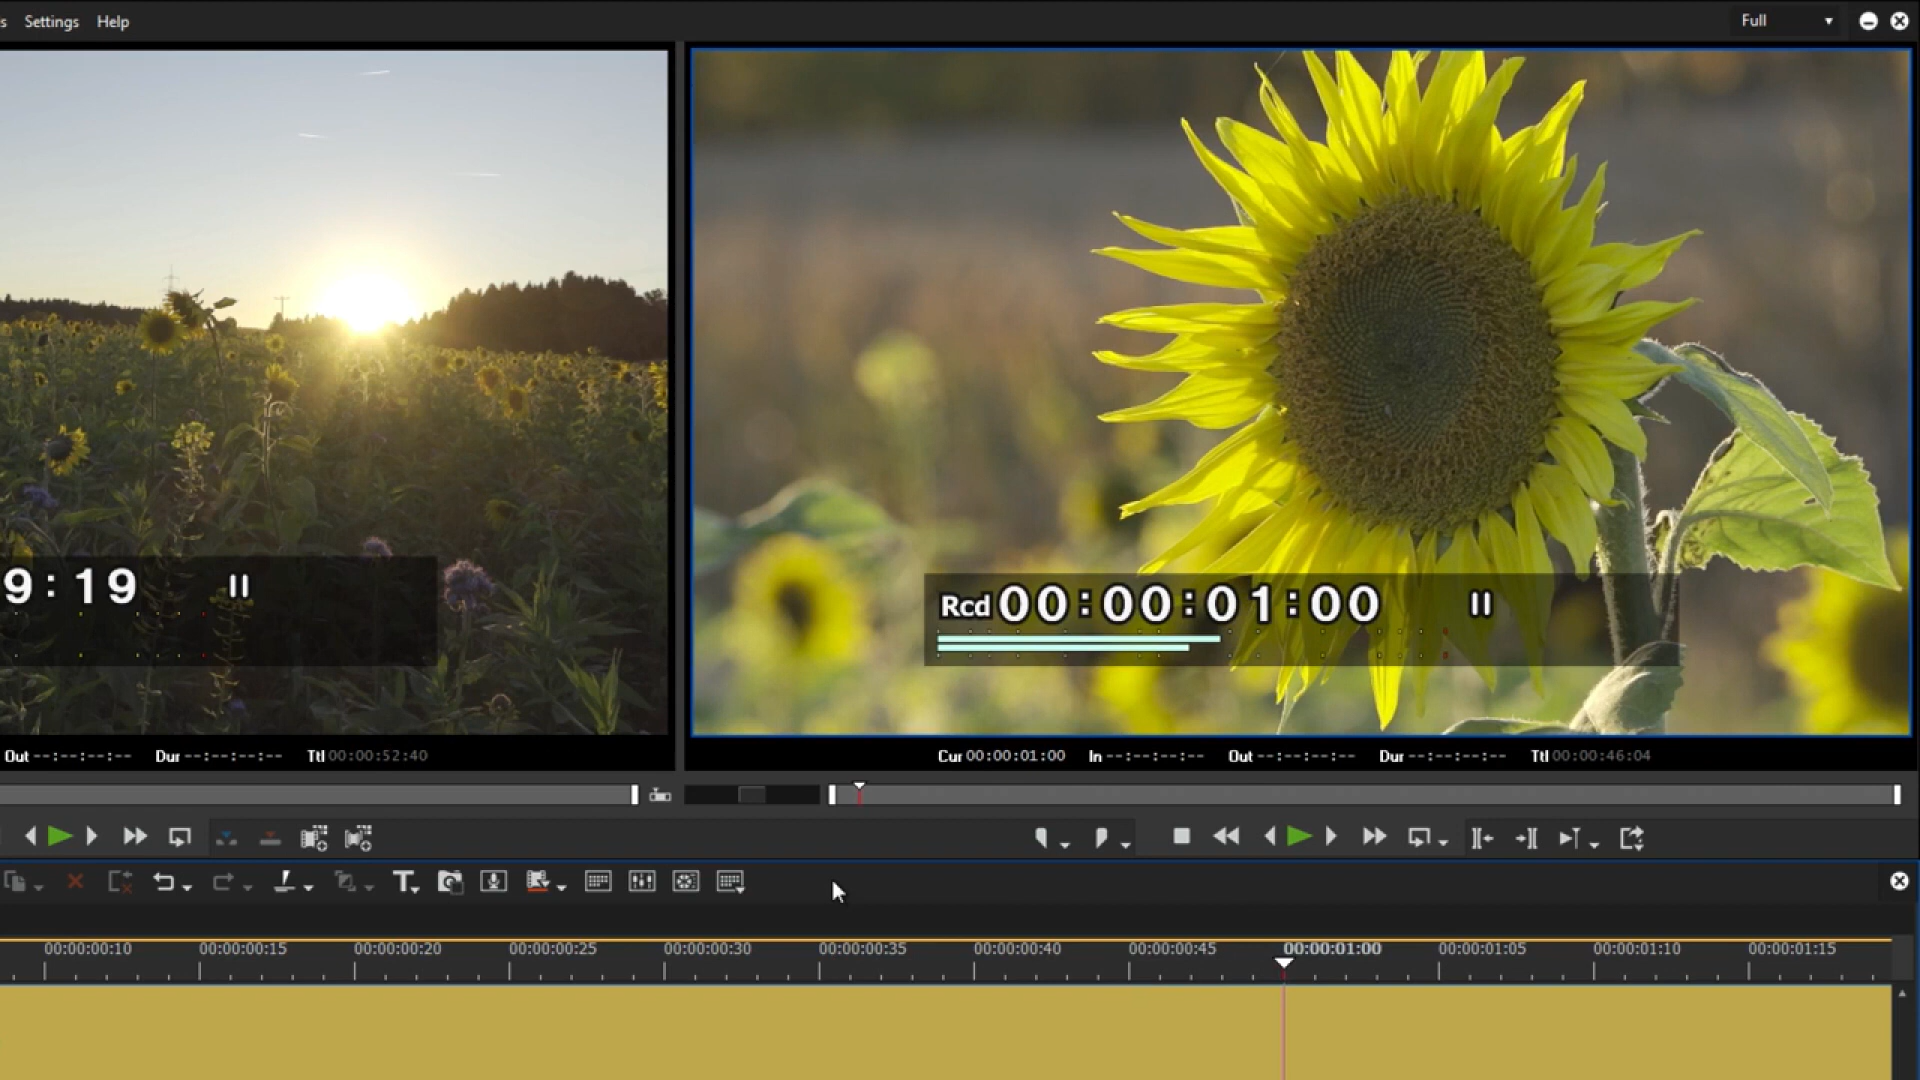 s Settings Help
Full
9:19
Rcd 00:00:01:00
Out --:--:--:-- Dur --:--:--:-- Ttl 00:00:52:40
Cur 00:00:01:00 In --:--:--:-- Out --:--:--:-- Dur --:--:--:-- Ttl 00:00:46:04
00:00:00:10 00:00:00:15 00:00:00:20 00:00:00:25 00:00:00:30 00:00:00:35 00:00:00:40 00:00:00:45 00:00:01:00 00:00:01:05 00:00:01:10 00:00:01:15